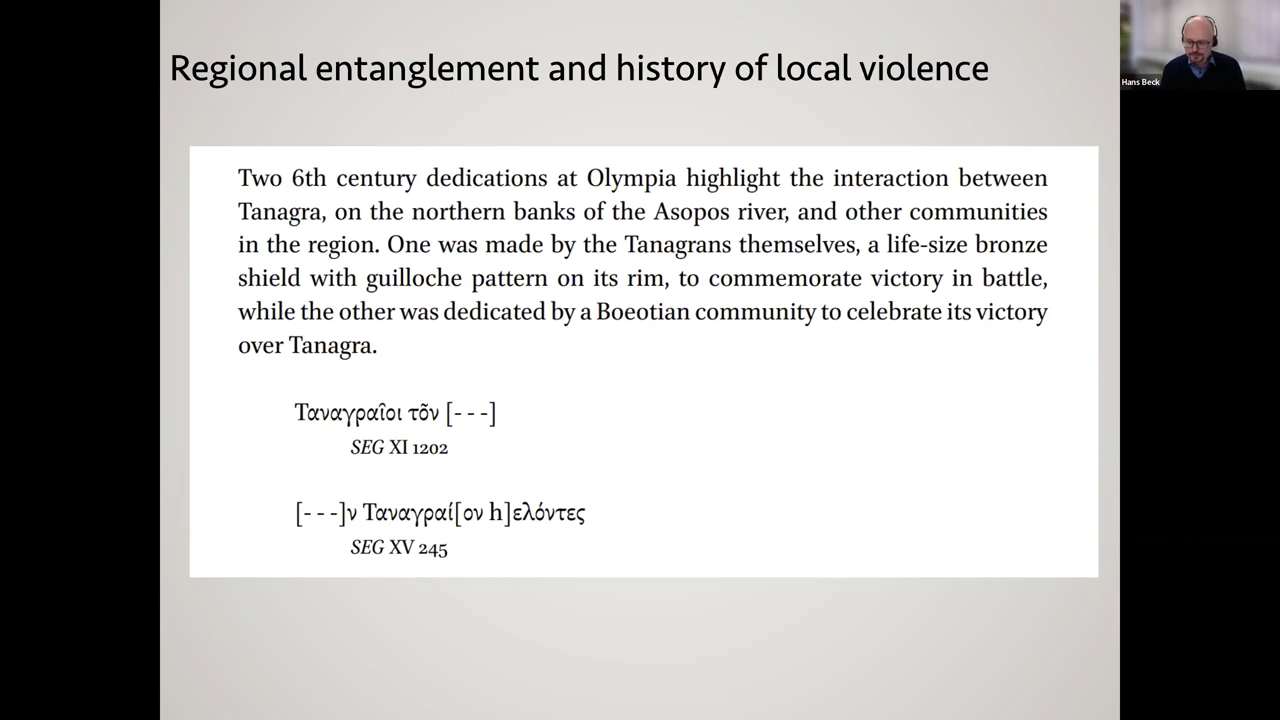 Regional entanglement and history of local violence
Hans Beck
Two 6th century dedications at Olympia highlight the interaction between
Tanagra, on the northern banks of the Asopos river, and other communities
in the region. One was made by the Tanagrans themselves, a life-size bronze
shield with guilloche pattern on its rim, to commemorate victory in battle,
while the other was dedicated by a Boeotian community to celebrate its victory
over Tanagra.
Ταναγραῖοι τõν [- - -]
SEG XI 1202
[- - -]ν Ταναγραί[ον h]ελόντες
SEG XV 245